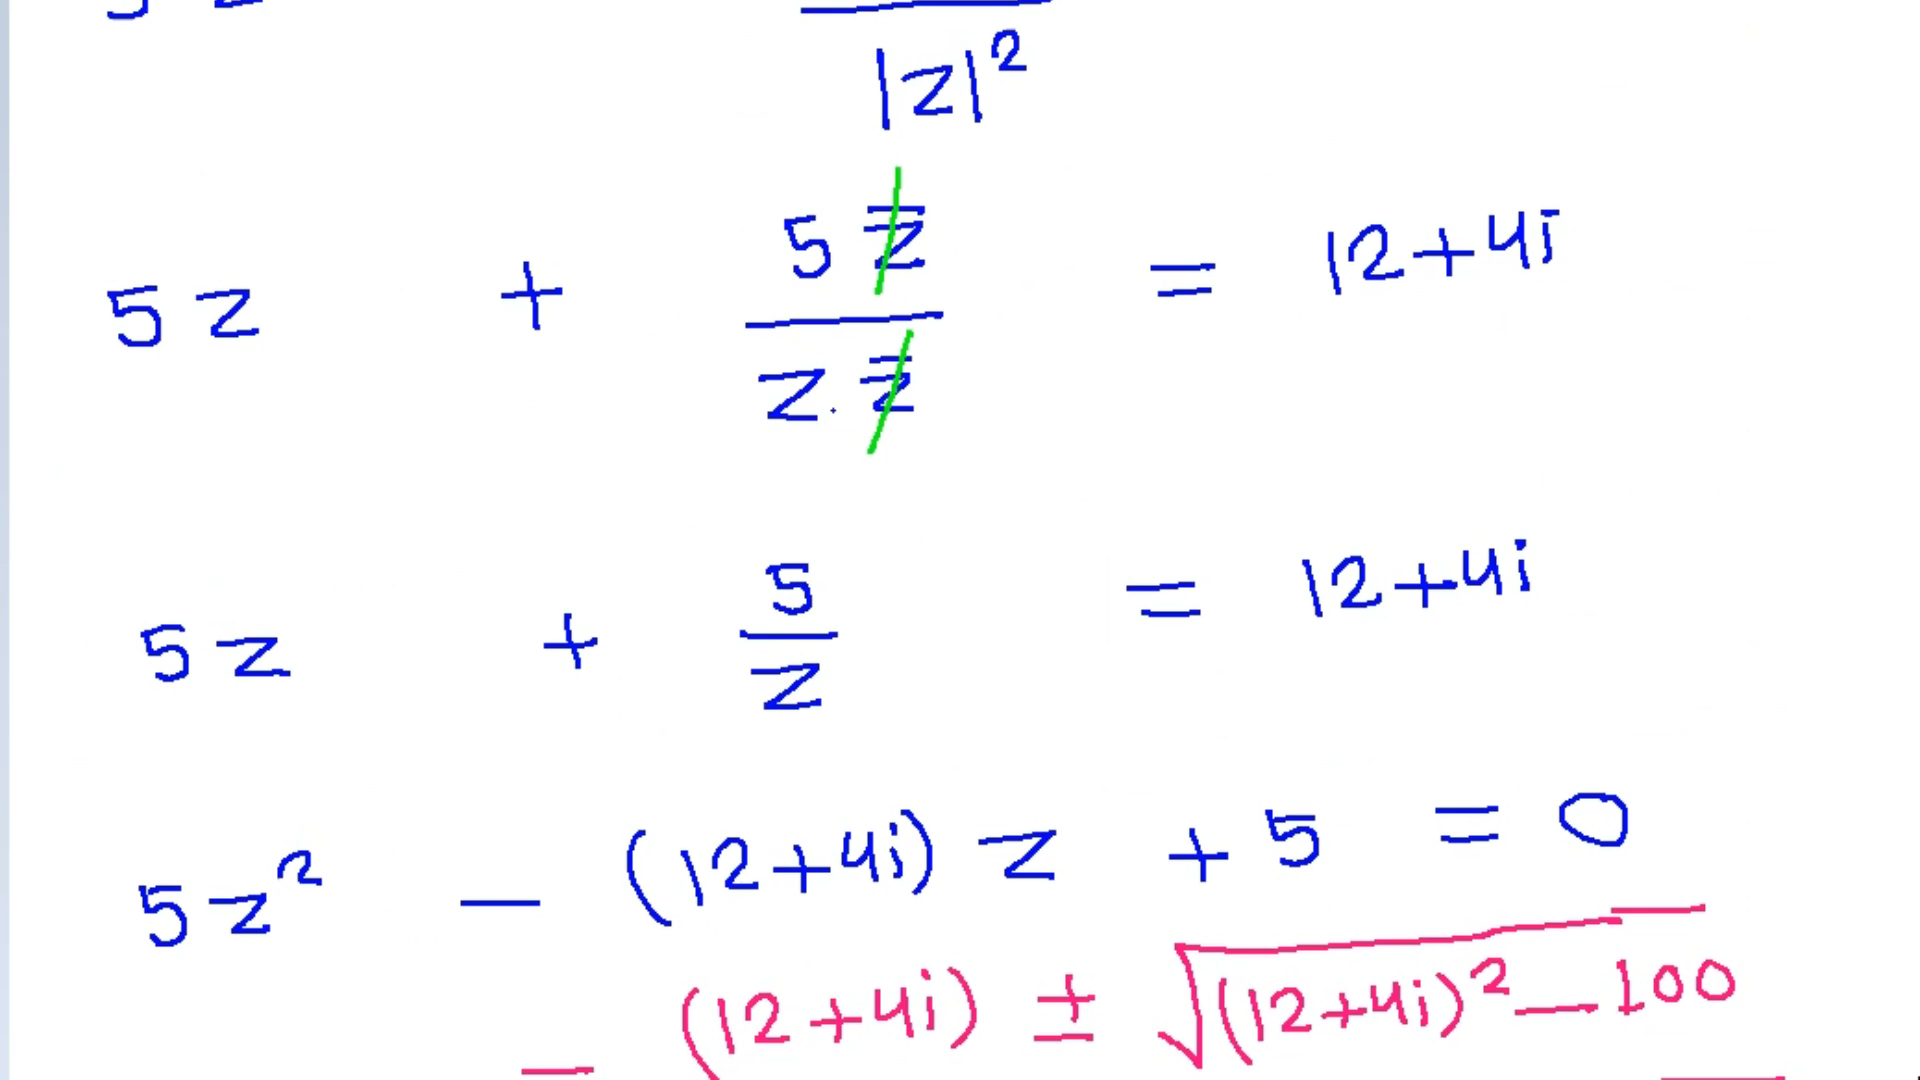 |z|²
5z + 5z̄ / z.z̄ = 12+4i
5z + 5/z = 12+4i
5z² – (12+4i) z + 5 = 0
(12+4i) ± √(12+4i)² – 100